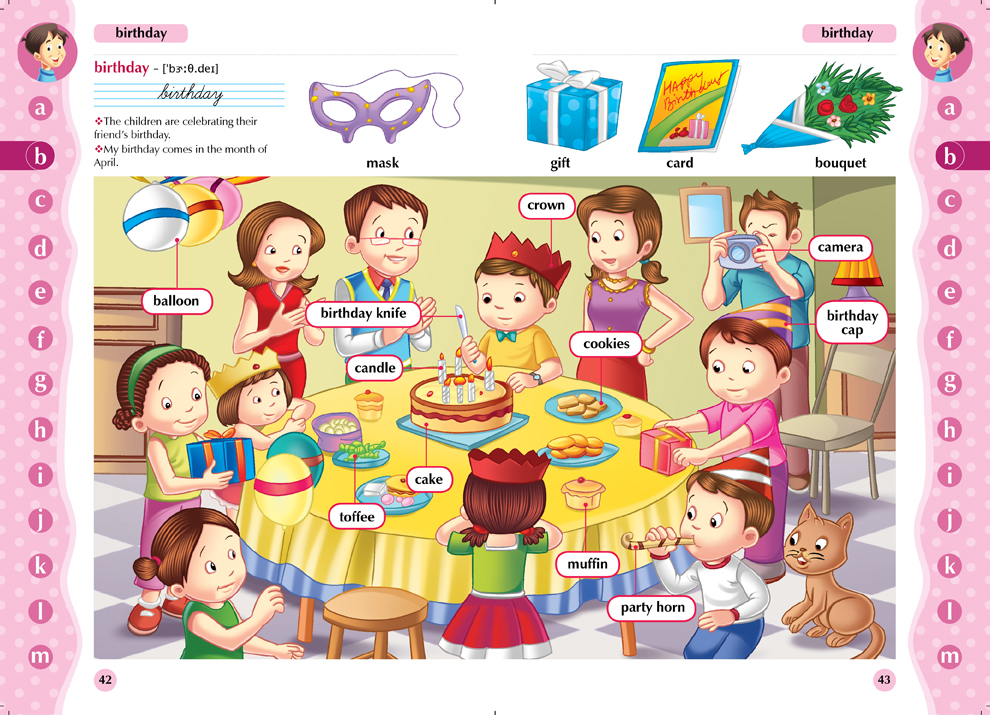 birthday
birthday
birthday – ['bɝ:θ.deɪ]
birthday
❖The children are celebrating their
friend's birthday.
❖My birthday comes in the month of
April.
mask
gift
card
bouquet
HAPPY
Birthday
crown
camera
balloon
birthday knife
birthday
cap
cookies
candle
cake
toffee
muffin
party horn
a
b
c
d
e
f
g
h
i
j
k
l
m
a
b
c
d
e
f
g
h
i
j
k
l
m
42
43